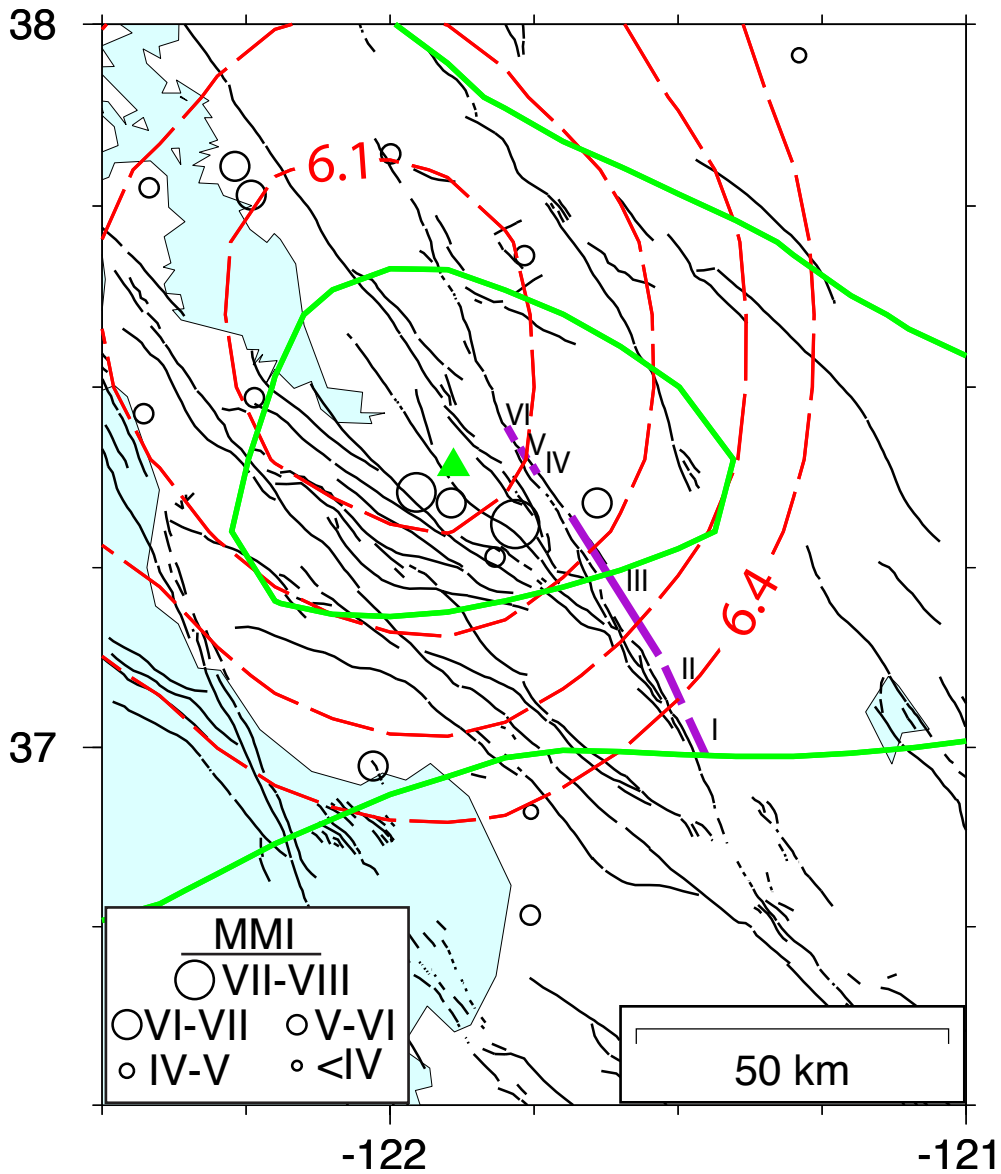 38
6.1
VI
V
IV
III
6.4
II
I
37
MMI
VII-VIII
VI-VII V-VI
IV-V <IV
50 km
-122 -121